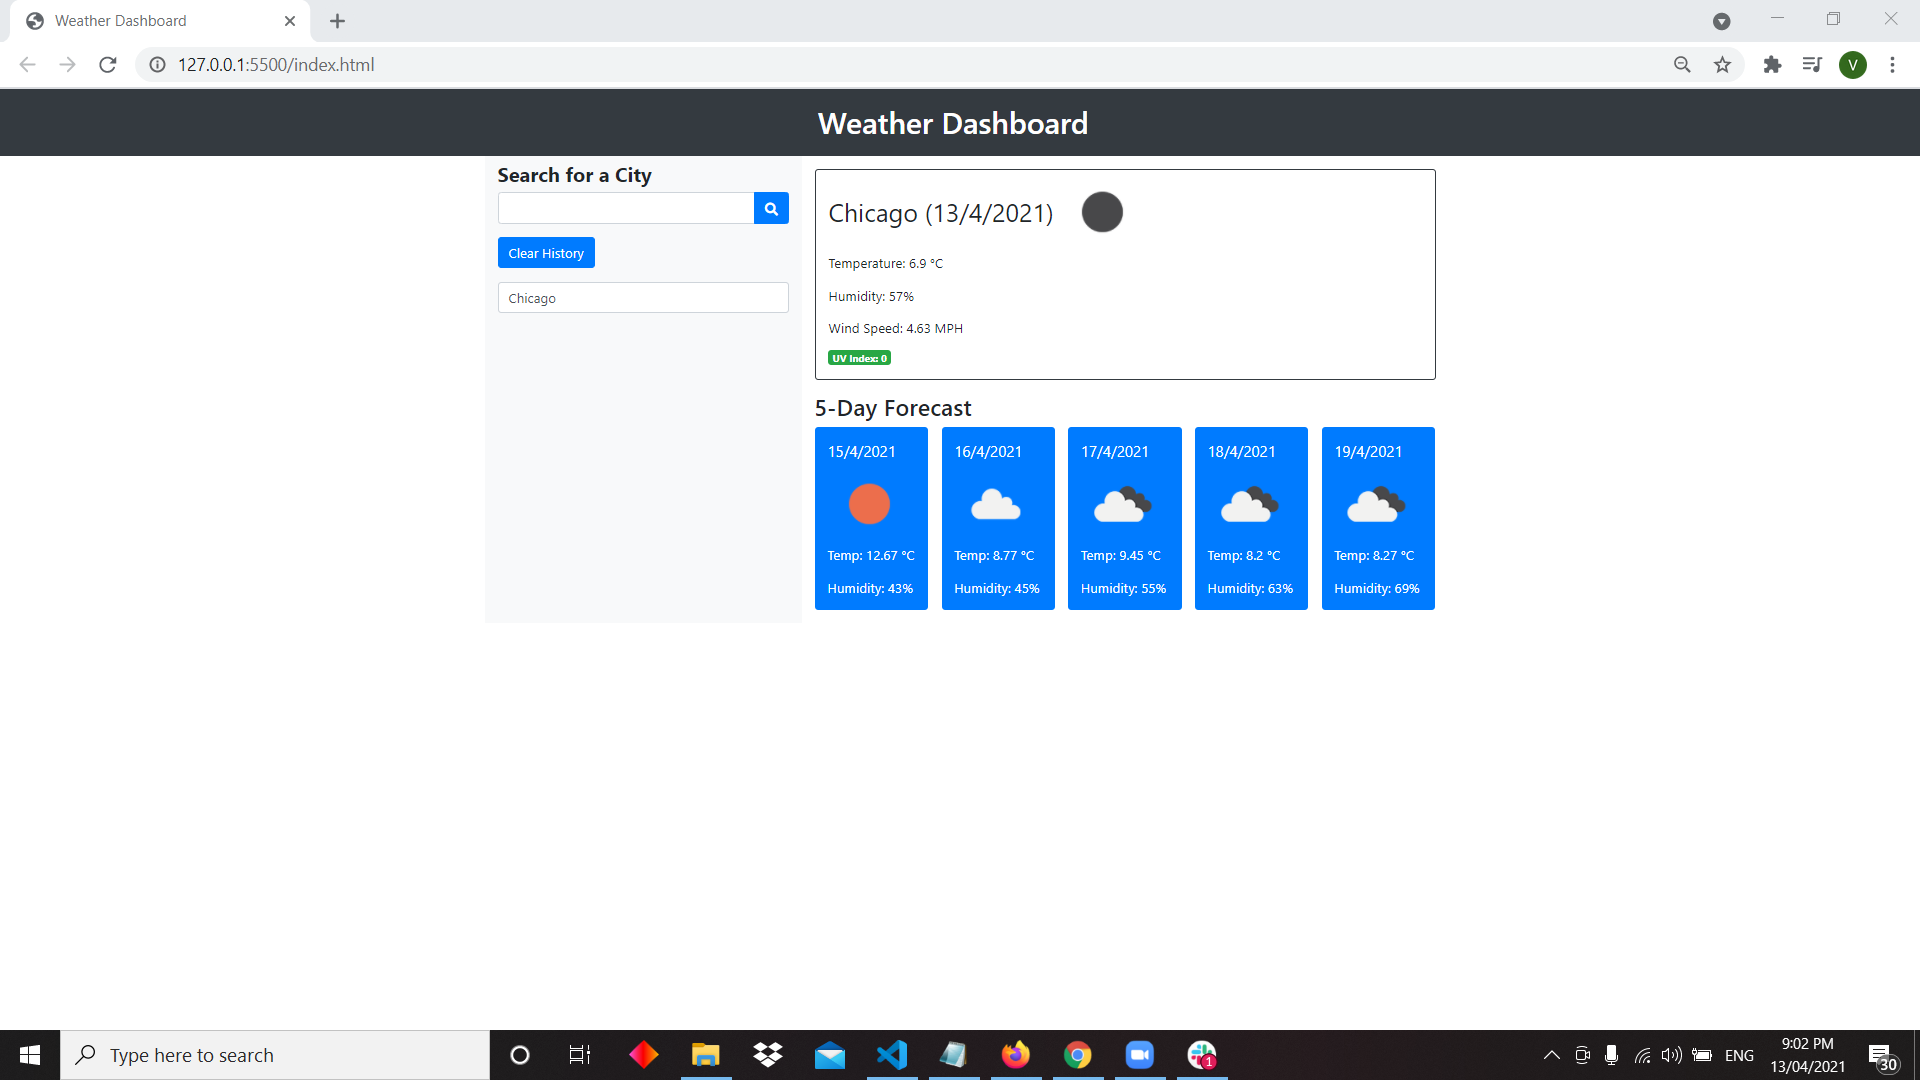 Weather Dashboard
127.0.0.1:5500/index.html
V
Weather Dashboard
Search for a City
Clear History
Chicago
Chicago (13/4/2021)
Temperature: 6.9 °C
Humidity: 57%
Wind Speed: 4.63 MPH
UV Index: 0
5-Day Forecast
15/4/2021
Temp: 12.67 °C
Humidity: 43%
16/4/2021
Temp: 8.77 °C
Humidity: 45%
17/4/2021
Temp: 9.45 °C
Humidity: 55%
18/4/2021
Temp: 8.2 °C
Humidity: 63%
19/4/2021
Temp: 8.27 °C
Humidity: 69%
Type here to search
1
ENG
9:02 PM
13/04/2021
30